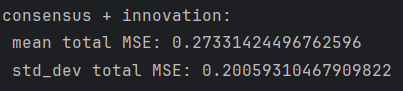 consensus + innovation:
mean total MSE: 0.27331424496762596
std_dev total MSE: 0.20059310467909822